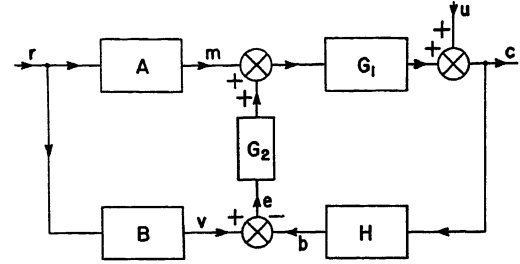 u
r A m + + G1 + + c
G2
e
B v + − b H